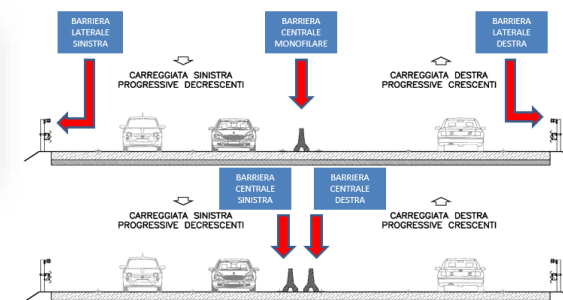 BARRIERA
LATERALE
SINISTRA
BARRIERA
CENTRALE
MONOFILARE
BARRIERA
LATERALE
DESTRA
CARREGGIATA SINISTRA
PROGRESSIVE DECRESCENTI
CARREGGIATA DESTRA
PROGRESSIVE CRESCENTI
BARRIERA
CENTRALE
SINISTRA
BARRIERA
CENTRALE
DESTRA
CARREGGIATA SINISTRA
PROGRESSIVE DECRESCENTI
CARREGGIATA DESTRA
PROGRESSIVE CRESCENTI